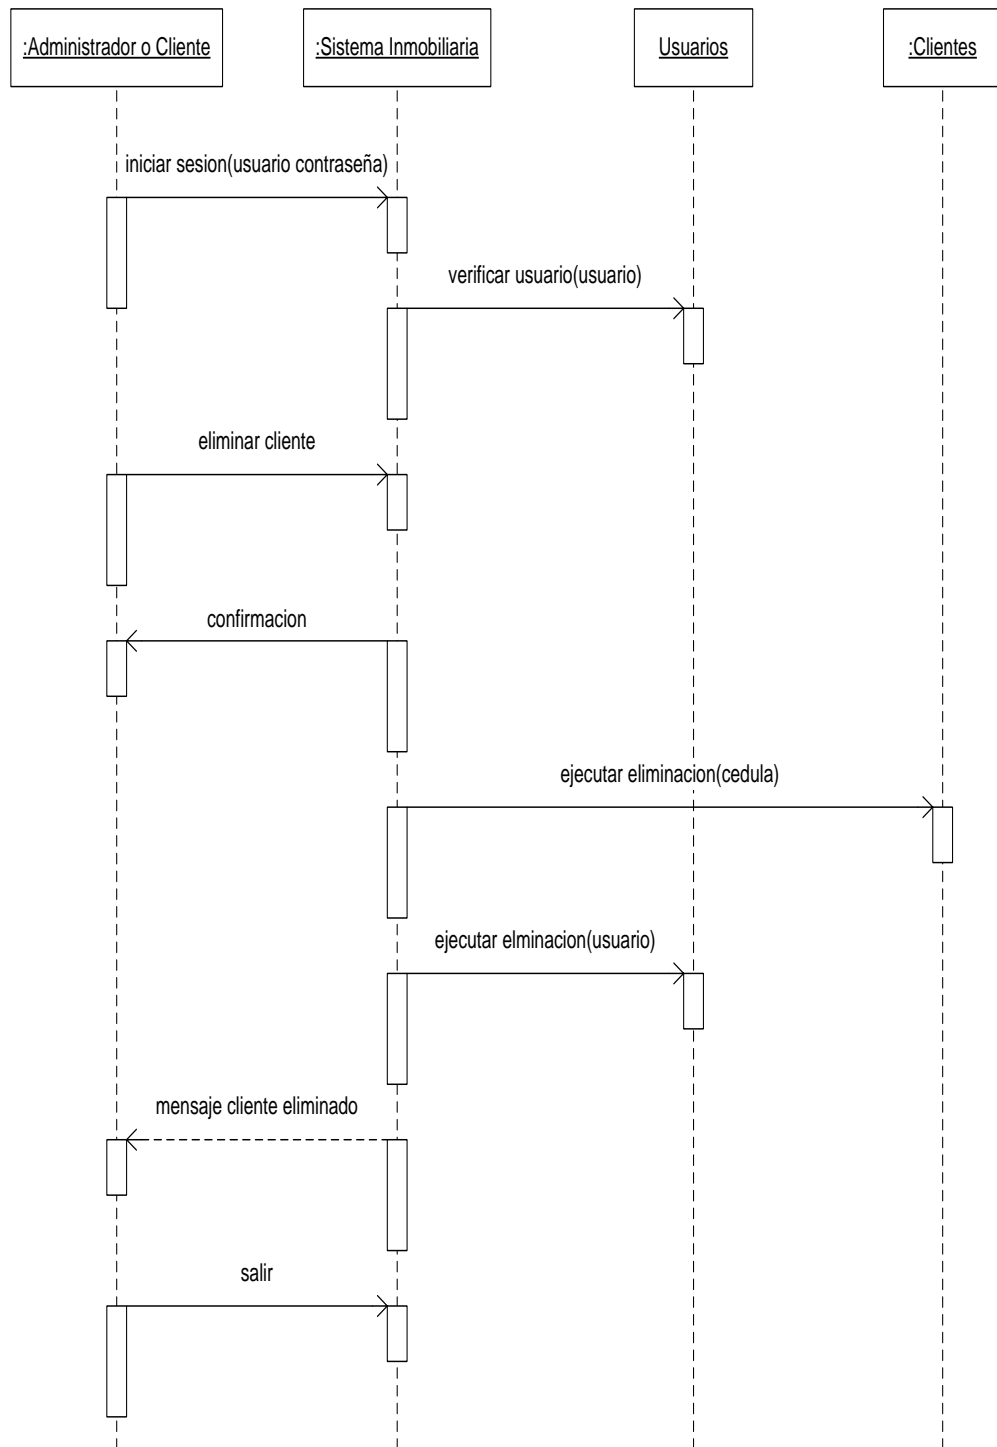 :Administrador o Cliente
:Sistema Inmobiliaria
Usuarios
:Clientes
iniciar sesion(usuario contraseña)
verificar usuario(usuario)
eliminar cliente
confirmacion
ejecutar eliminacion(cedula)
ejecutar elminacion(usuario)
mensaje cliente eliminado
salir